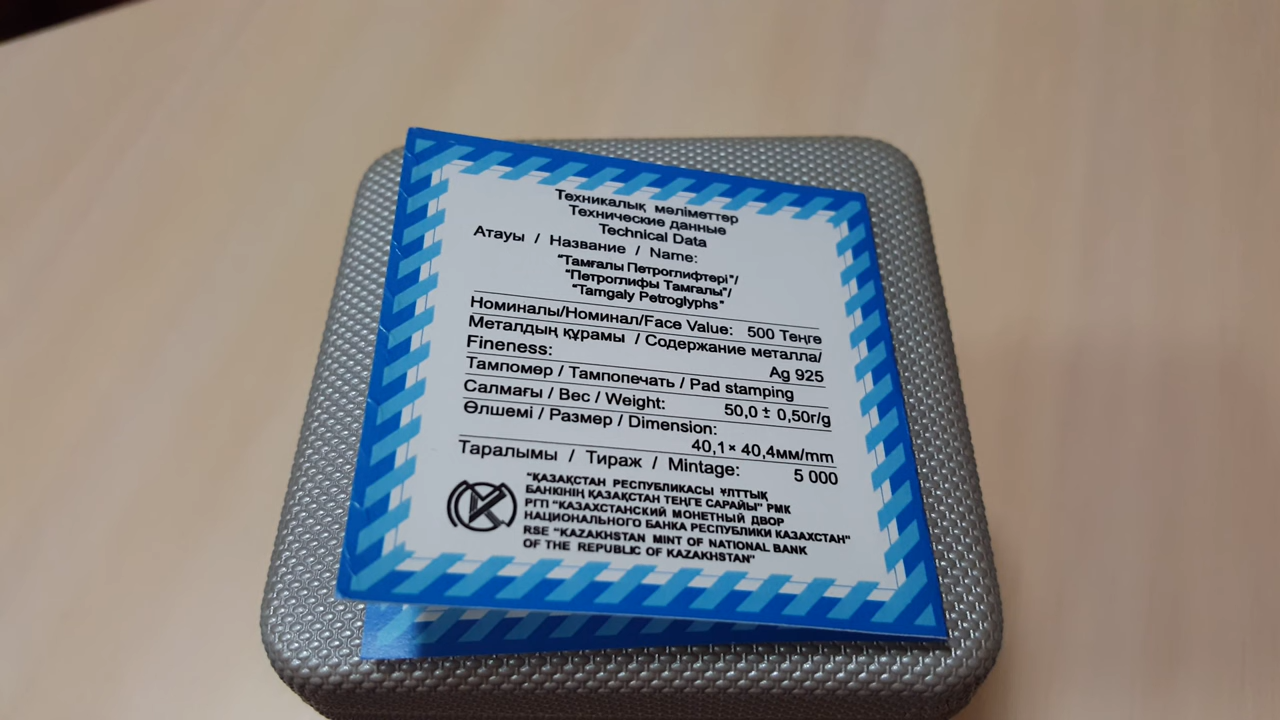 Техникалық мәліметтер
Технические данные
Technical Data
Атауы / Название / Name:
"Тамғалы Петроглифтері"/
"Петроглифы Тамгалы"/
"Tamgaly Petroglyphs"
Номиналы/Номинал/Face Value: 500 Теңге
Металдың құрамы / Содержание металла/
Fineness: Ag 925
Тампомөр / Тампопечать / Pad stamping
Салмағы / Вес / Weight: 50,0 ± 0,50г/g
Өлшемі / Размер / Dimension:
40,1× 40,4мм/mm
Таралымы / Тираж / Mintage: 5 000
"ҚАЗАҚСТАН РЕСПУБЛИКАСЫ ҰЛТТЫҚ
БАНКІНІҢ ҚАЗАҚСТАН ТЕҢГЕ САРАЙЫ" РМК
РГП "КАЗАХСТАНСКИЙ МОНЕТНЫЙ ДВОР
НАЦИОНАЛЬНОГО БАНКА РЕСПУБЛИКИ КАЗАХСТАН"
RSE "KAZAKHSTAN MINT OF NATIONAL BANK
OF THE REPUBLIC OF KAZAKHSTAN"